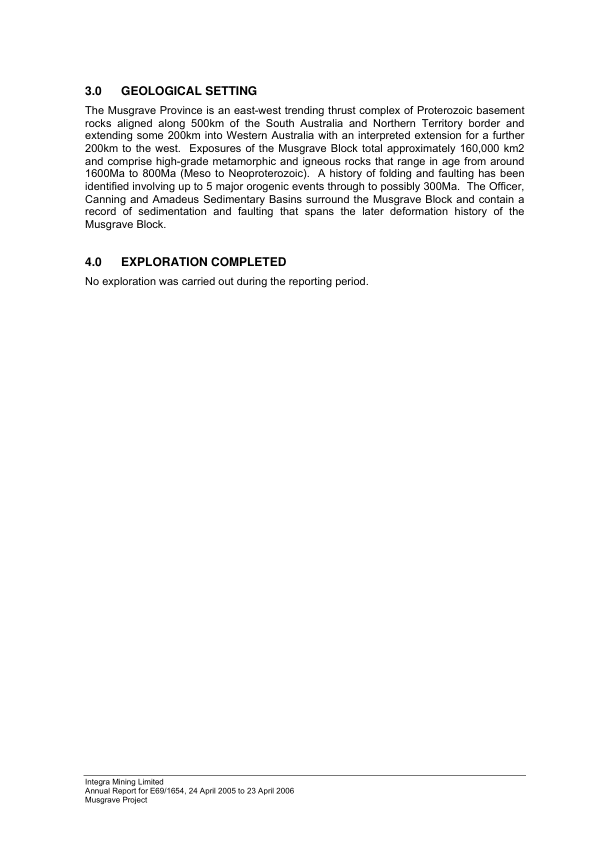 3.0 GEOLOGICAL SETTING
The Musgrave Province is an east-west trending thrust complex of Proterozoic basement
rocks aligned along 500km of the South Australia and Northern Territory border and
extending some 200km into Western Australia with an interpreted extension for a further
200km to the west. Exposures of the Musgrave Block total approximately 160,000 km2
and comprise high-grade metamorphic and igneous rocks that range in age from around
1600Ma to 800Ma (Meso to Neoproterozoic). A history of folding and faulting has been
identified involving up to 5 major orogenic events through to possibly 300Ma. The Officer,
Canning and Amadeus Sedimentary Basins surround the Musgrave Block and contain a
record of sedimentation and faulting that spans the later deformation history of the
Musgrave Block.
4.0 EXPLORATION COMPLETED
No exploration was carried out during the reporting period.
Integra Mining Limited
Annual Report for E69/1654, 24 April 2005 to 23 April 2006
Musgrave Project